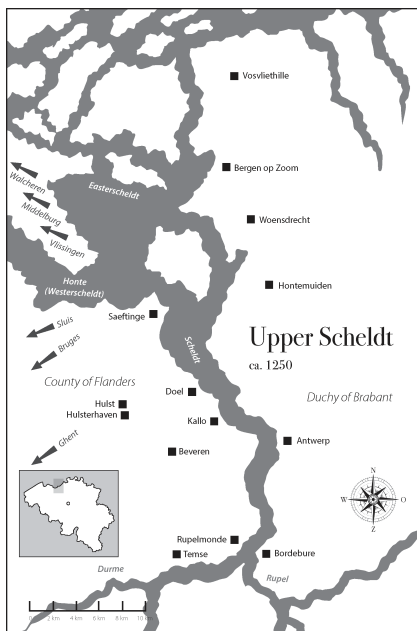 Vosvliethille
Bergen op Zoom
Walcheren
Easterscheldt
Middelburg
Woensdrecht
Vlissingen
Honte
(Westerscheldt)
Hontemuiden
Saeftinge
Sluis
Scheldt
Bruges
Upper Scheldt
ca. 1250
County of Flanders
Doel
Duchy of Brabant
Hulst
Hulsterhaven
Kallo
Ghent
Antwerp
Beveren
N
W
O
Z
Rupelmonde
Temse
Bordebure
Durme
Rupel
0 2 km 4 km 6 km 8 km 10 km